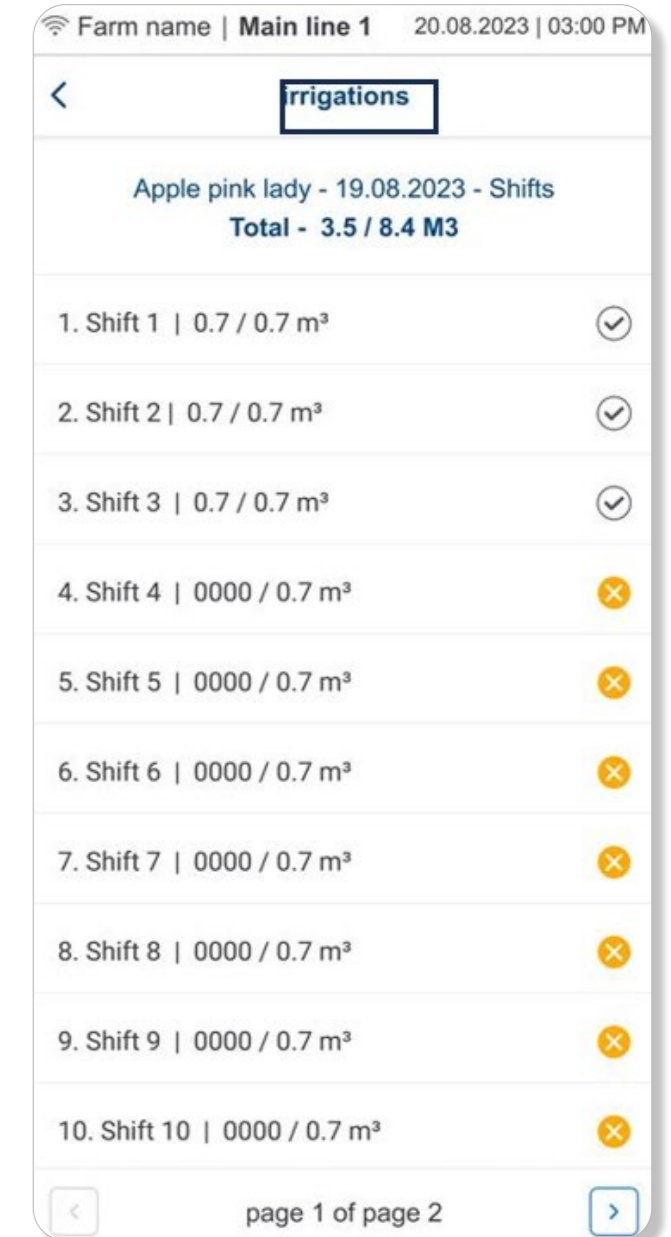 Farm name | Main line 1 20.08.2023 | 03:00 PM
irrigations
Apple pink lady - 19.08.2023 - Shifts
Total - 3.5 / 8.4 M3
1. Shift 1 | 0.7 / 0.7 m³
2. Shift 2 | 0.7 / 0.7 m³
3. Shift 3 | 0.7 / 0.7 m³
4. Shift 4 | 0000 / 0.7 m³
5. Shift 5 | 0000 / 0.7 m³
6. Shift 6 | 0000 / 0.7 m³
7. Shift 7 | 0000 / 0.7 m³
8. Shift 8 | 0000 / 0.7 m³
9. Shift 9 | 0000 / 0.7 m³
10. Shift 10 | 0000 / 0.7 m³
page 1 of page 2